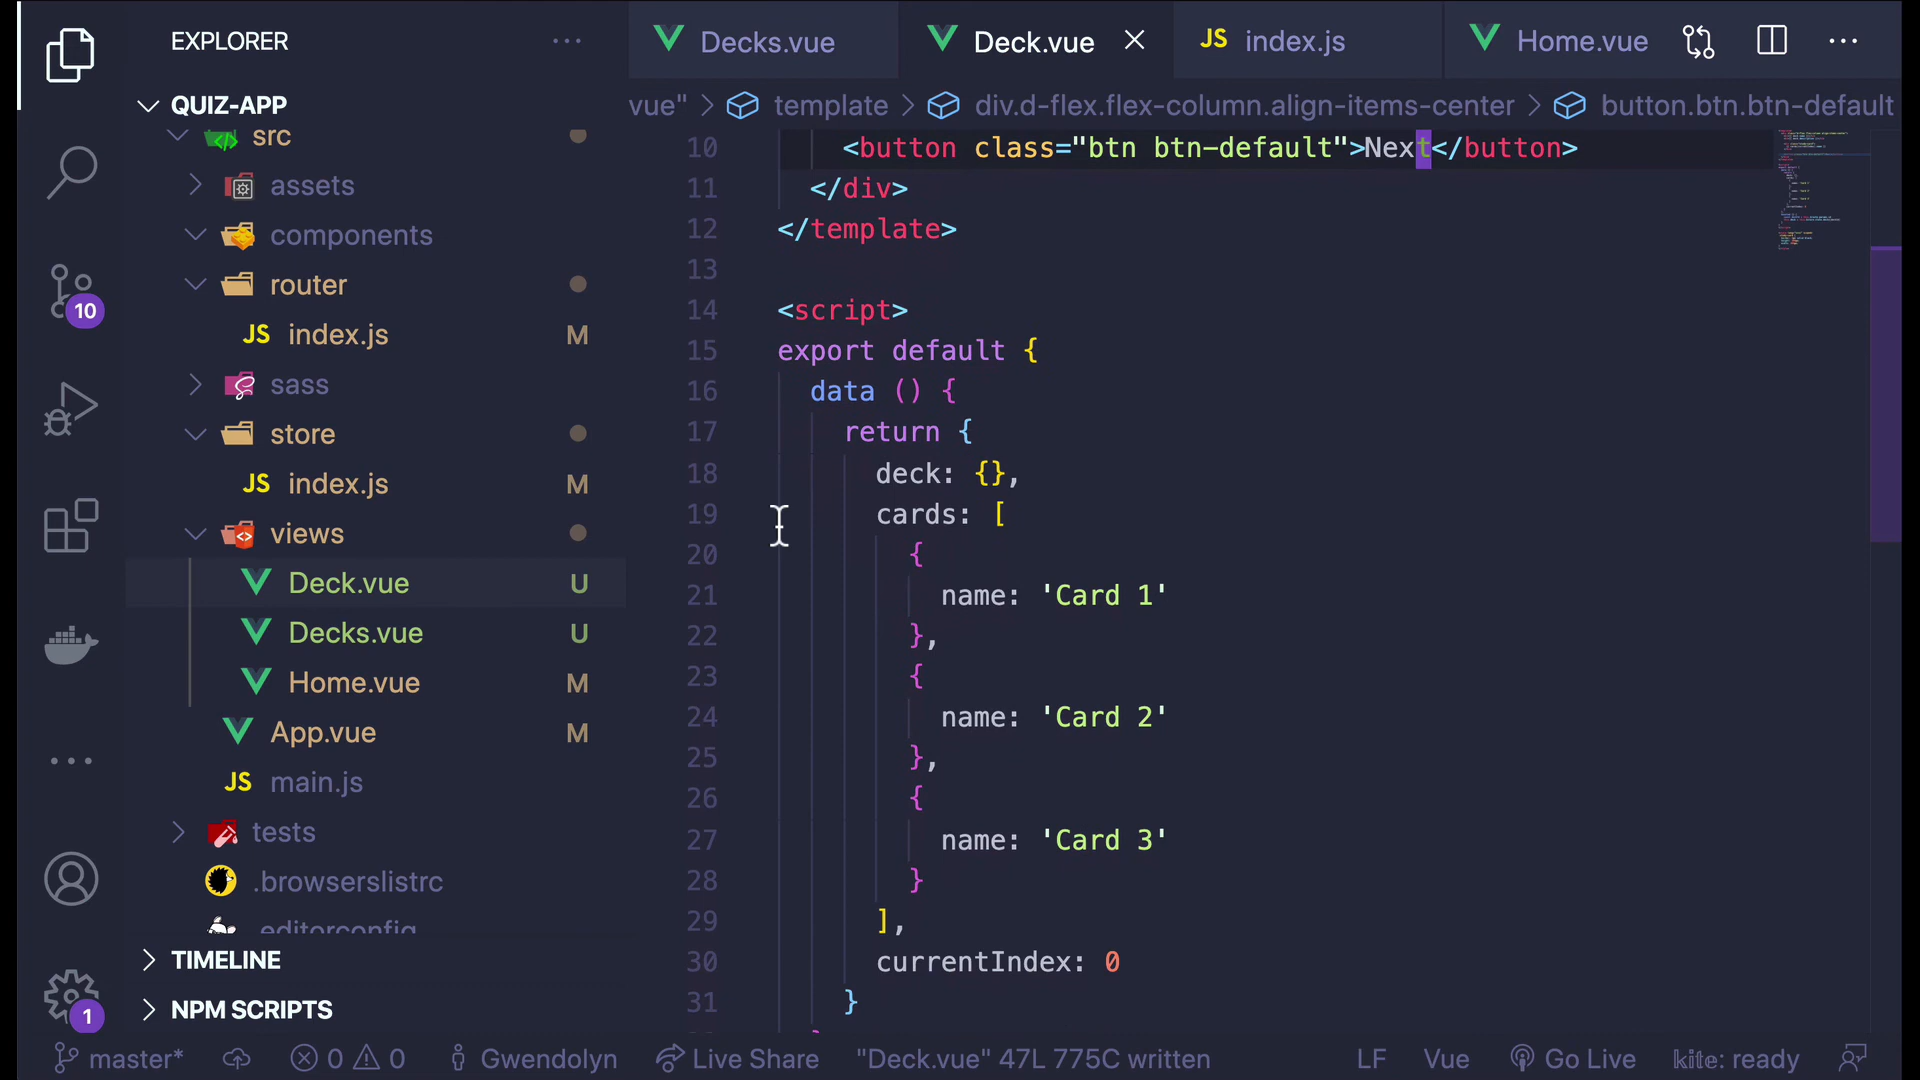 EXPLORER
QUIZ-APP
src
assets
components
router
JS index.js M
sass
store
JS index.js M
views
Deck.vue U
Decks.vue U
Home.vue M
App.vue M
JS main.js
tests
.browserslistrc
editorconfig
TIMELINE
NPM SCRIPTS
10
1
Decks.vue
Deck.vue
JS index.js
Home.vue
vue" > template > div.d-flex.flex-column.align-items-center > button.btn.btn-default
10 <button class="btn btn-default">Next</button>
11 </div>
12 </template>
13
14 <script>
15 export default {
16 data () {
17 return {
18 deck: {},
19 cards: [
20 {
21 name: 'Card 1'
22 },
23 {
24 name: 'Card 2'
25 },
26 {
27 name: 'Card 3'
28 }
29 ],
30 currentIndex: 0
31 }
master* 0 0 Gwendolyn Live Share "Deck.vue" 47L 775C written LF Vue Go Live kite: ready